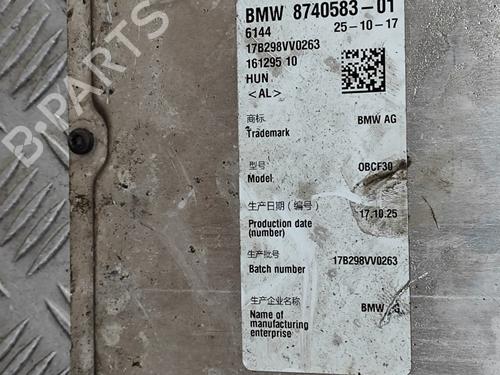 BMW 8740583-01
6144 25-10-17
17B298VV0263
161295 10
HUN
<AL>
商标 BMW AG
Trademark
型号 OBCF30
Model
生产日期（编号） 17.10.25
Production date
(number)
生产批号 17B298VV0263
Batch number
生产企业名称 BMW G
Name of
manufacturing
enterprise
B-PARTS